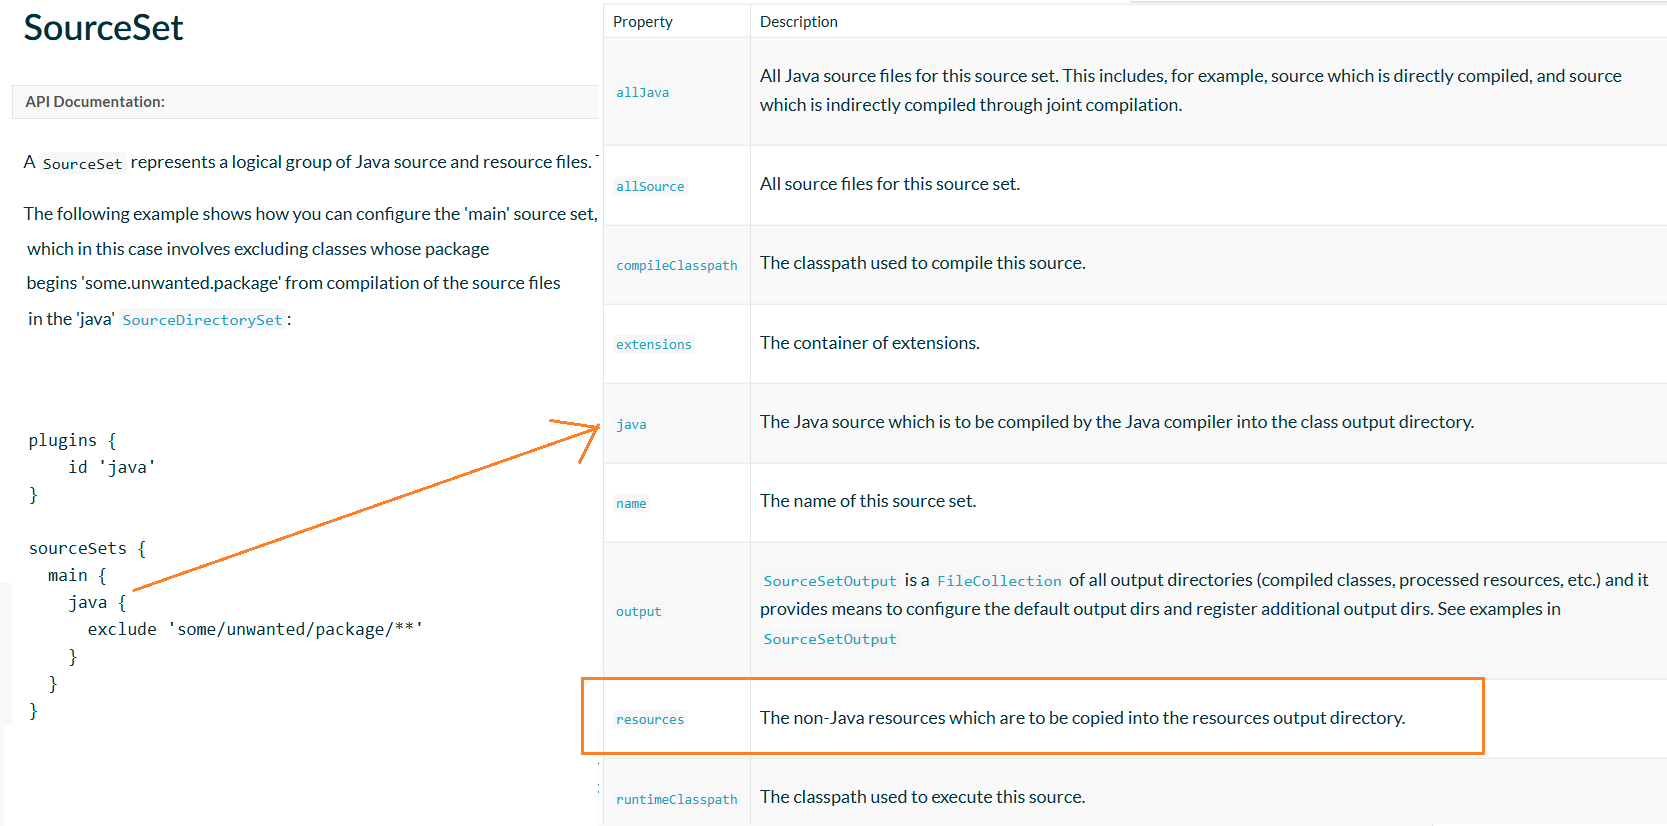 SourceSet
API Documentation:
A SourceSet represents a logical group of Java source and resource files.
The following example shows how you can configure the 'main' source set,
which in this case involves excluding classes whose package
begins 'some.unwanted.package' from compilation of the source files
in the 'java' SourceDirectorySet :
plugins {
    id 'java'
}
sourceSets {
  main {
    java {
      exclude 'some/unwanted/package/**'
    }
  }
}
Property Description
allJava
All Java source files for this source set. This includes, for example, source which is directly compiled, and source
which is indirectly compiled through joint compilation.
allSource All source files for this source set.
compileClasspath The classpath used to compile this source.
extensions The container of extensions.
java The Java source which is to be compiled by the Java compiler into the class output directory.
name The name of this source set.
output
SourceSetOutput is a FileCollection of all output directories (compiled classes, processed resources, etc.) and it
provides means to configure the default output dirs and register additional output dirs. See examples in
SourceSetOutput
resources The non-Java resources which are to be copied into the resources output directory.
runtimeClasspath The classpath used to execute this source.